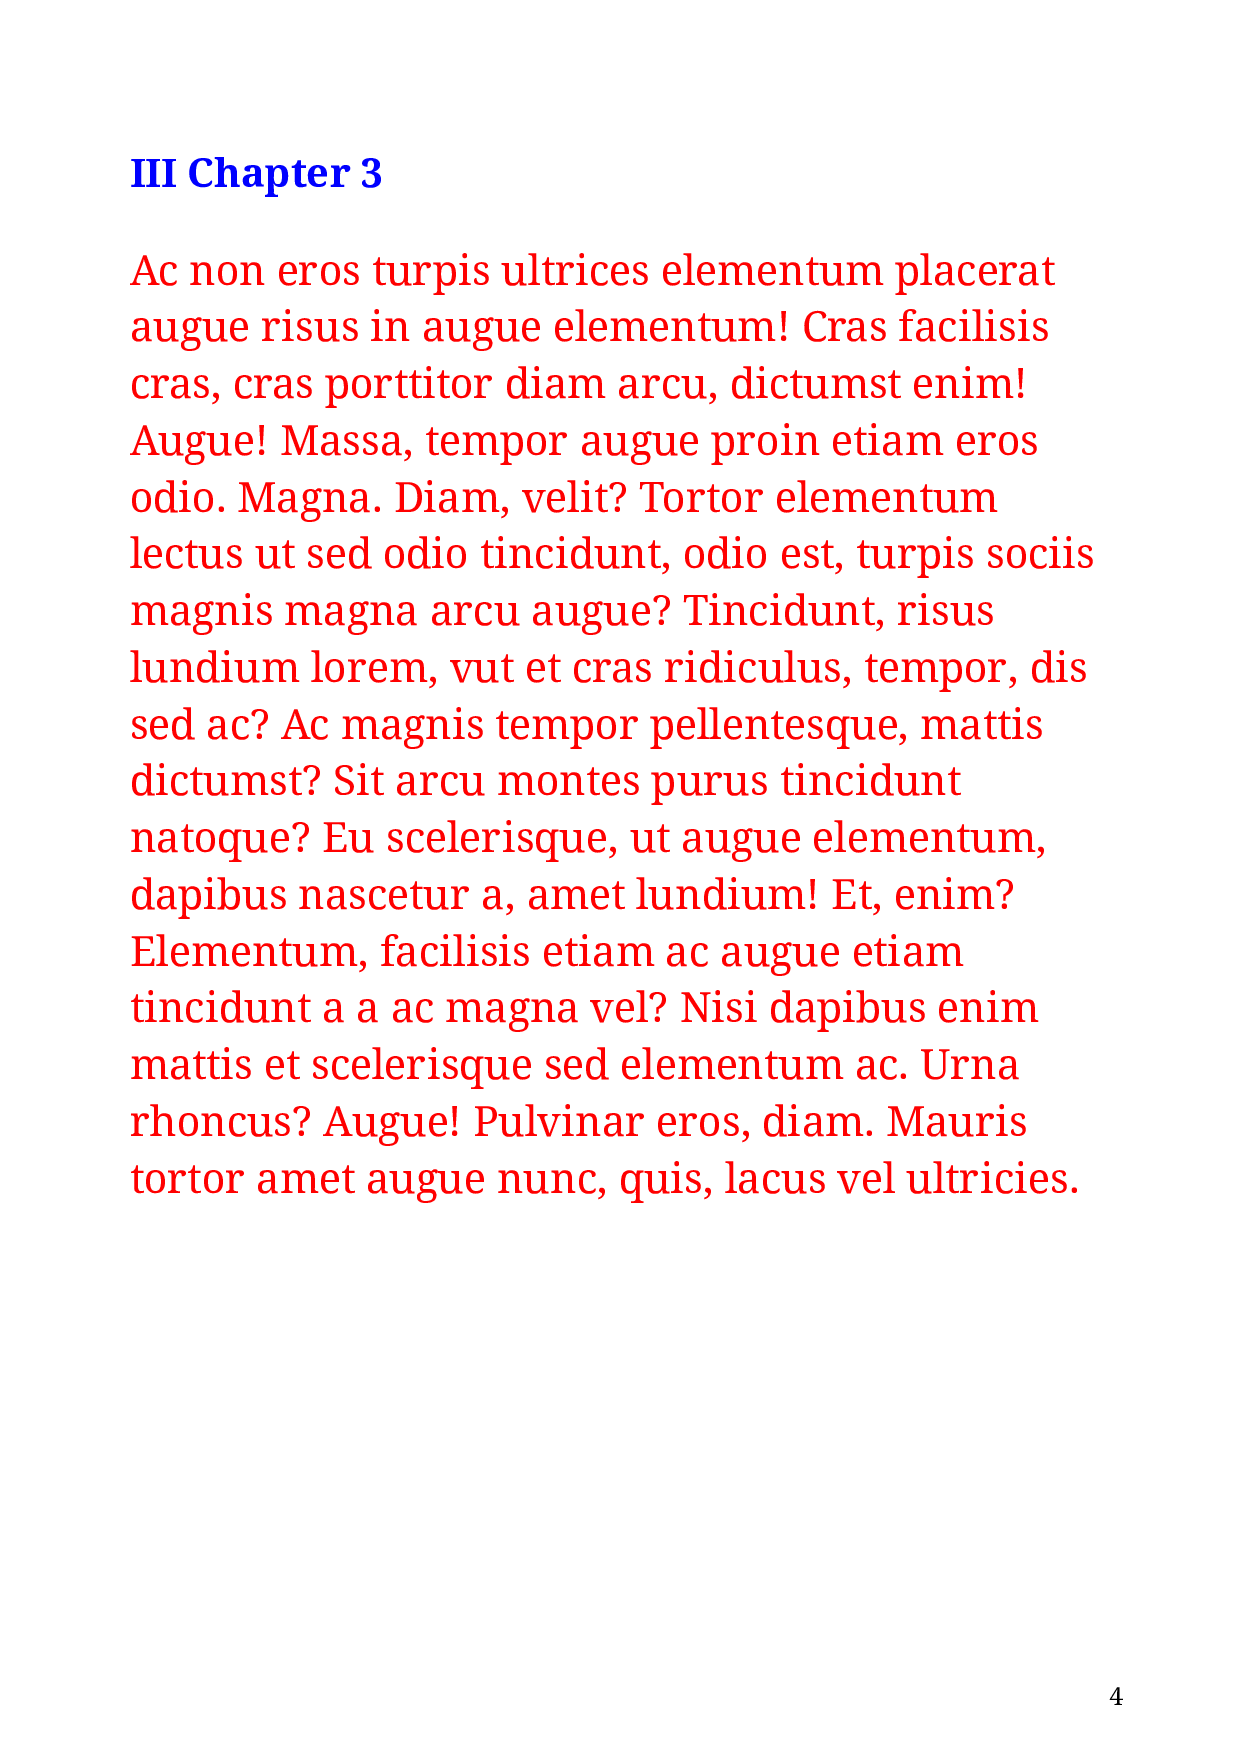 III Chapter 3
Ac non eros turpis ultrices elementum placerat
augue risus in augue elementum! Cras facilisis
cras, cras porttitor diam arcu, dictumst enim!
Augue! Massa, tempor augue proin etiam eros
odio. Magna. Diam, velit? Tortor elementum
lectus ut sed odio tincidunt, odio est, turpis sociis
magnis magna arcu augue? Tincidunt, risus
lundium lorem, vut et cras ridiculus, tempor, dis
sed ac? Ac magnis tempor pellentesque, mattis
dictumst? Sit arcu montes purus tincidunt
natoque? Eu scelerisque, ut augue elementum,
dapibus nascetur a, amet lundium! Et, enim?
Elementum, facilisis etiam ac augue etiam
tincidunt a a ac magna vel? Nisi dapibus enim
mattis et scelerisque sed elementum ac. Urna
rhoncus? Augue! Pulvinar eros, diam. Mauris
tortor amet augue nunc, quis, lacus vel ultricies.
4